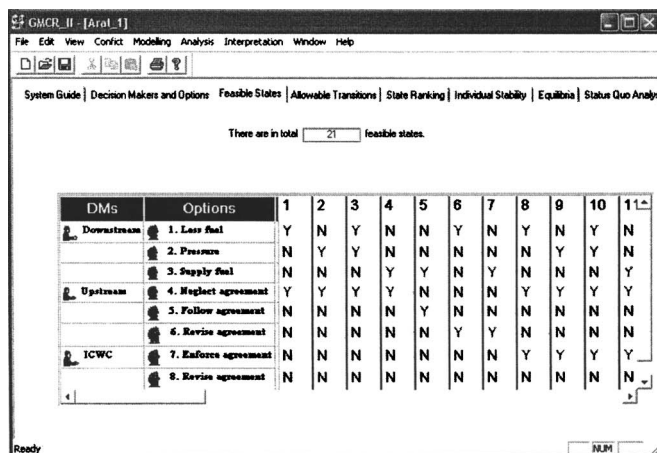 GMCR_II - [Aral_1]
File Edit View Confict Modelling Analysis Interpretation Window Help
System Guide | Decision Makers and Options | Feasible States | Allowable Transitions | State Ranking | Individual Stability | Equilibria | Status Quo Analys
There are in total 21 feasible states.
DMs Options 1 2 3 4 5 6 7 8 9 10 11
Downstream 1. Less fuel Y N Y N N Y N Y N Y N
2. Pressure N Y Y N N N N N Y Y N
3. Supply fuel N N N Y Y N Y N N N Y
Upstream 4. Neglect agreement Y Y Y Y N N N Y Y Y Y
5. Follow agreement N N N N Y N N N N N N
6. Revise agreement N N N N N Y Y N N N N
ICWC 7. Enforce agreement N N N N N N N Y Y Y Y
8. Revise agreement N N N N N N N N N N N
Ready NUM